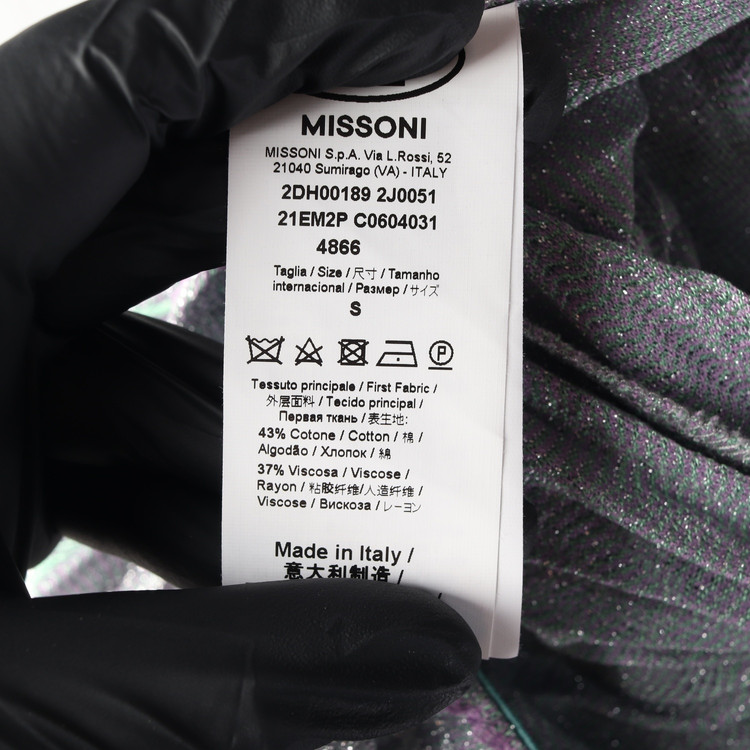 MISSONI
MISSONI S.p.A. Via L.Rossi, 52
21040 Sumirago (VA) - ITALY
2DH00189 2J0051
21EM2P C0604031
4866
Taglia / Size / 尺寸 / Tamanho
internacional / Размер / サイズ
S
P
Tessuto principale / First Fabric /
外层面料 / Tecido principal /
Первая ткань / 表生地:
43% Cotone / Cotton / 棉 /
Algodão / Хлопок / 綿
37% Viscosa / Viscose /
Rayon / 粘胶纤维/人造纤维 /
Viscose / Вискоза / レーヨン
Made in Italy /
意大利制造 /